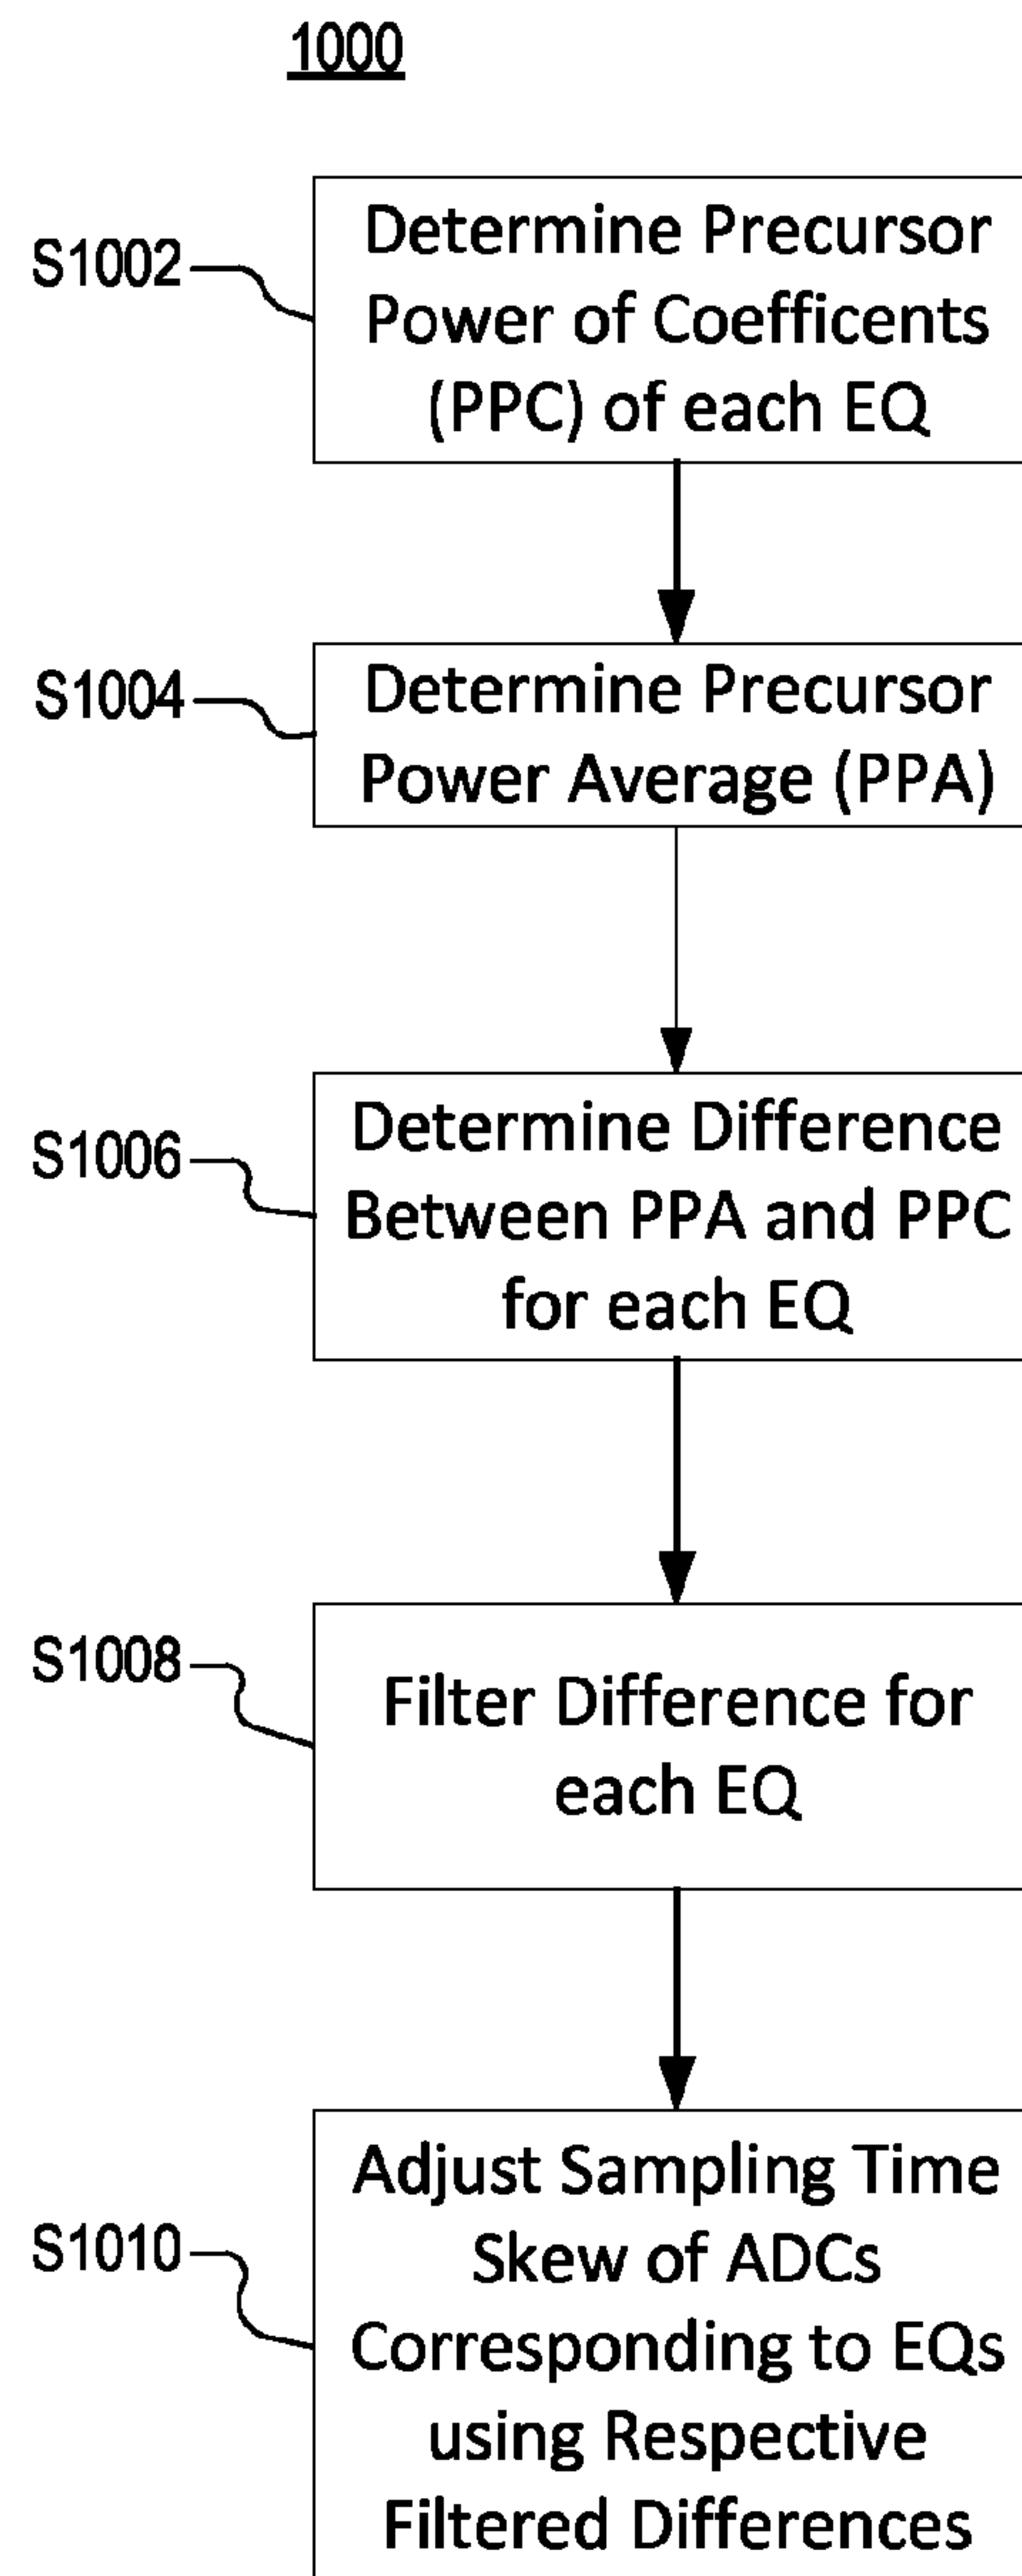 1000
S1002
Determine Precursor
Power of Coefficents
(PPC) of each EQ
S1004
Determine Precursor
Power Average (PPA)
S1006
Determine Difference
Between PPA and PPC
for each EQ
S1008
Filter Difference for
each EQ
S1010
Adjust Sampling Time
Skew of ADCs
Corresponding to EQs
using Respective
Filtered Differences